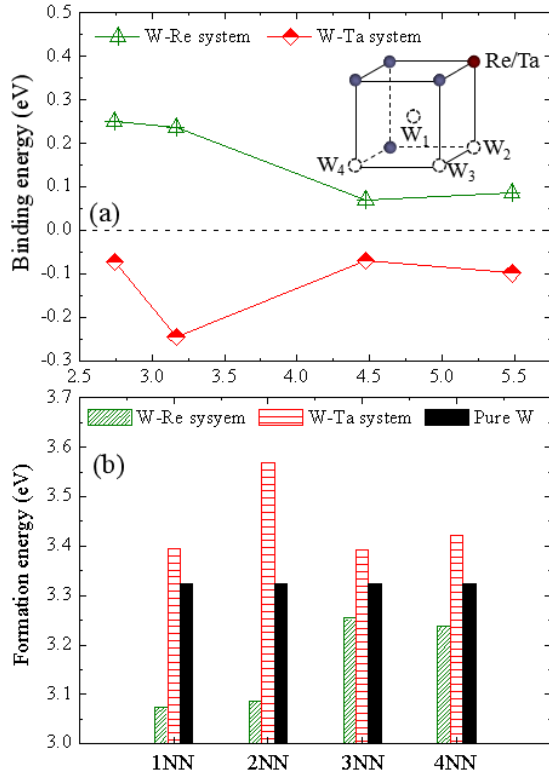 0.5
W-Re system
W-Ta system
0.4
Re/Ta
0.3
0.2
W1
W2
W4
W3
0.1
(a)
0.0
-0.1
-0.2
-0.3
Binding energy (eV)
2.5 3.0 3.5 4.0 4.5 5.0 5.5
3.7
W-Re sysyem
W-Ta system
Pure W
3.6
(b)
3.5
3.4
3.3
3.2
3.1
3.0
Formation energy (eV)
1NN 2NN 3NN 4NN